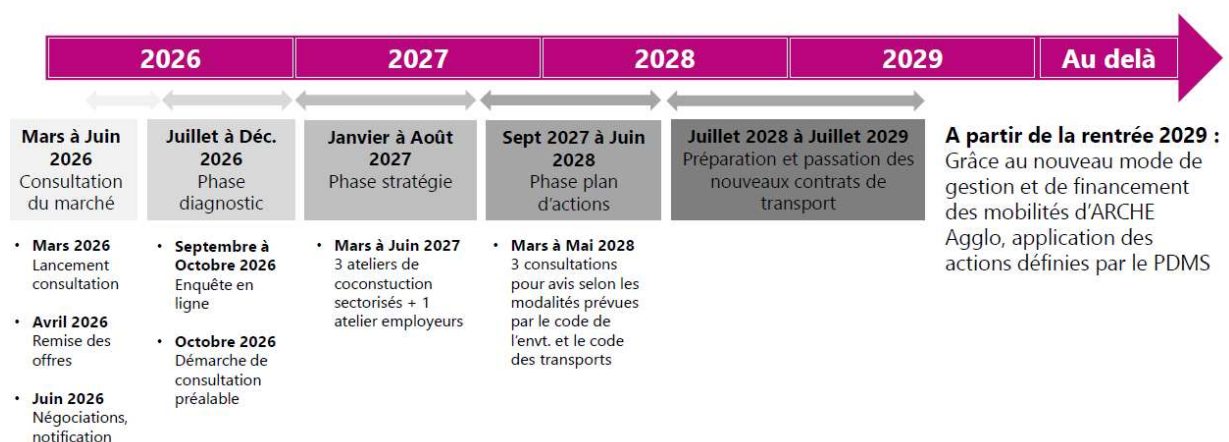 2026
2027
2028
2029
Au delà
Mars à Juin
2026
Consultation
du marché
Juillet à Déc.
2026
Phase
diagnostic
Janvier à Août
2027
Phase stratégie
Sept 2027 à Juin
2028
Phase plan
d'actions
Juillet 2028 à Juillet 2029
Préparation et passation des
nouveaux contrats de
transport
A partir de la rentrée 2029 :
Grâce au nouveau mode de
gestion et de financement
des mobilités d'ARCHE
Agglo, application des
actions définies par le PDMS
• Mars 2026
Lancement
consultation
• Avril 2026
Remise des
offres
• Juin 2026
Négociations,
notification
• Septembre à
Octobre 2026
Enquête en
ligne
• Octobre 2026
Démarche de
consultation
préalable
• Mars à Juin 2027
3 ateliers de
coconstuction
sectorisés + 1
atelier employeurs
• Mars à Mai 2028
3 consultations
pour avis selon les
modalités prévues
par le code de
l'envt. et le code
des transports